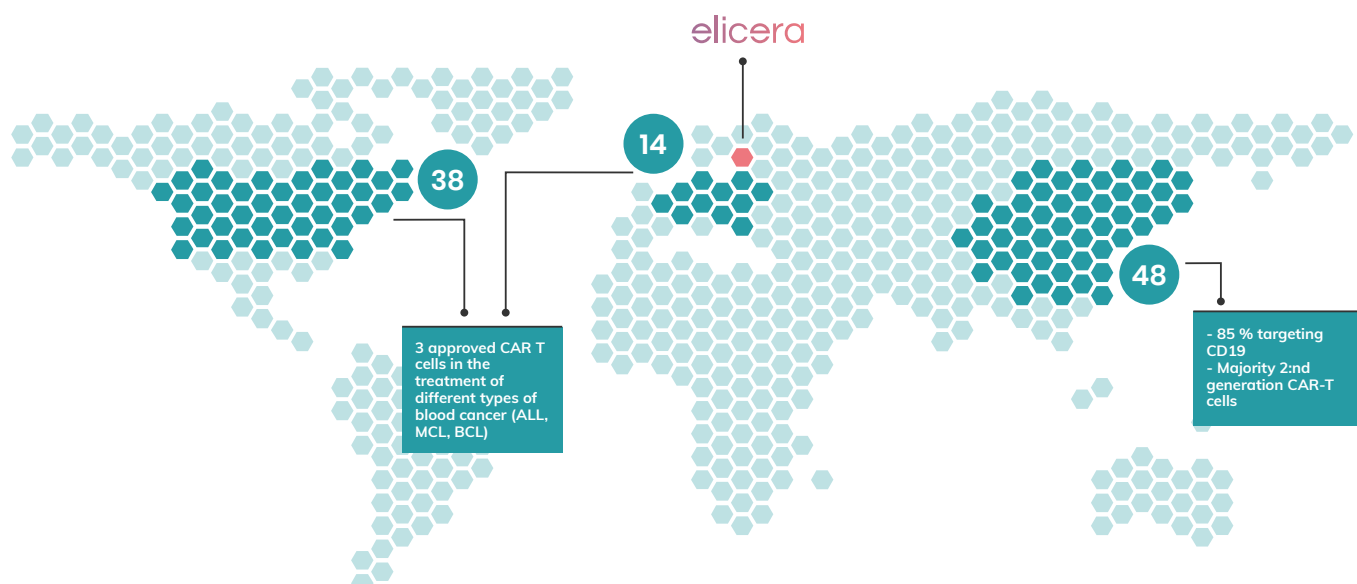 elicera
14
38
48
3 approved CAR T
cells in the
treatment of
different types of
blood cancer (ALL,
MCL, BCL)
- 85 % targeting
CD19
- Majority 2:nd
generation CAR-T
cells